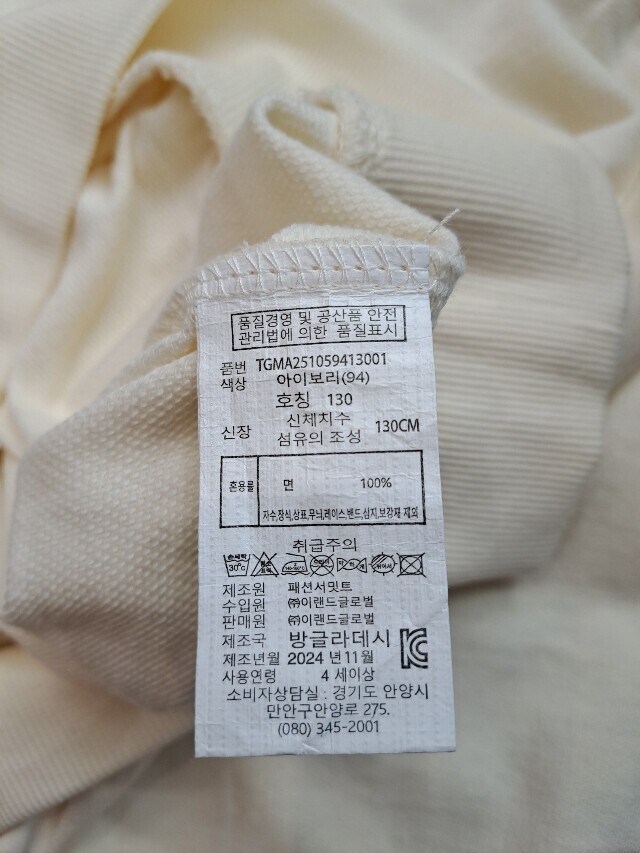 품질경영 및 공산품 안전
관리법에 의한 품질표시
품번 TGMA251059413001
색상 아이보리(94)
호칭 130
신체치수
신장 130CM
섬유의 조성
혼용률 면 100%
자수,장식,상표,무늬,레이스,밴드,심지,보강재 제외
취급주의
손세탁
30°C
제조원 패션서밋트
수입원 ㈜이랜드글로벌
판매원 ㈜이랜드글로벌
제조국 방글라데시
제조년월 2024 년11월
사용연령 4 세이상
소비자상담실 : 경기도 안양시
만안구안양로 275.
(080) 345-2001